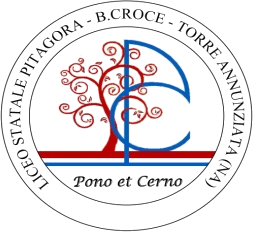 LICEO STATALE PITAGORA - B.CROCE - TORRE ANNUNZIATA (NA)
Pono et Cerno